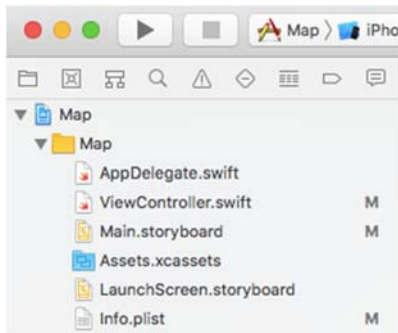 Map iPho
Map
Map
AppDelegate.swift
ViewController.swift M
Main.storyboard M
Assets.xcassets
LaunchScreen.storyboard
Info.plist M